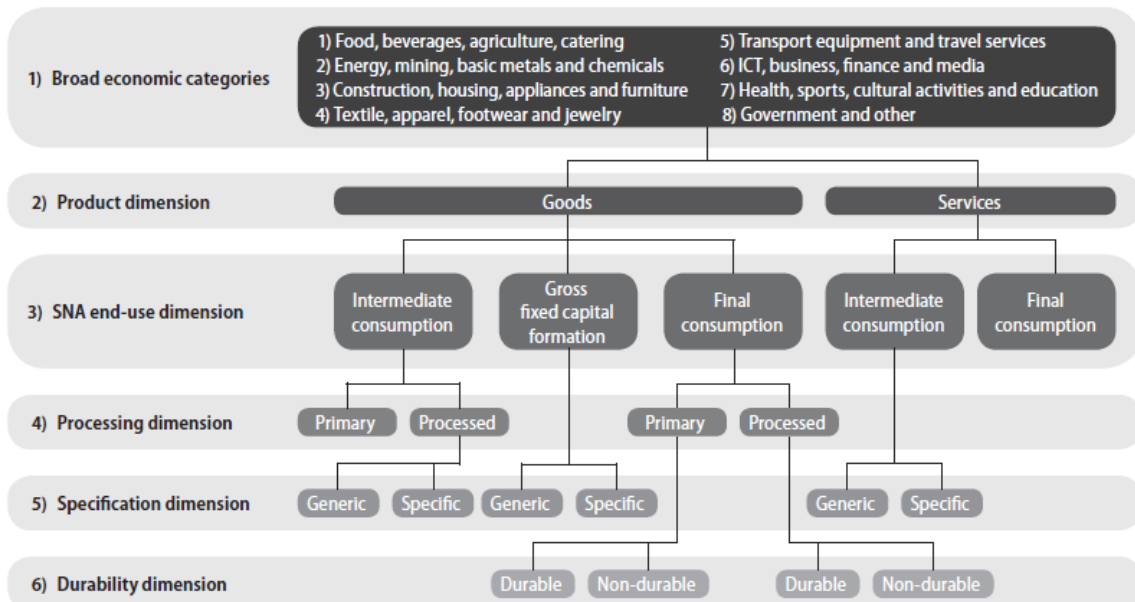 1) Broad economic categories
1) Food, beverages, agriculture, catering
2) Energy, mining, basic metals and chemicals
3) Construction, housing, appliances and furniture
4) Textile, apparel, footwear and jewelry
5) Transport equipment and travel services
6) ICT, business, finance and media
7) Health, sports, cultural activities and education
8) Government and other
2) Product dimension
Goods
Services
3) SNA end-use dimension
Intermediate
consumption
Gross
fixed capital
formation
Final
consumption
Intermediate
consumption
Final
consumption
4) Processing dimension
Primary
Processed
Primary
Processed
5) Specification dimension
Generic
Specific
Generic
Specific
Generic
Specific
6) Durability dimension
Durable
Non-durable
Durable
Non-durable